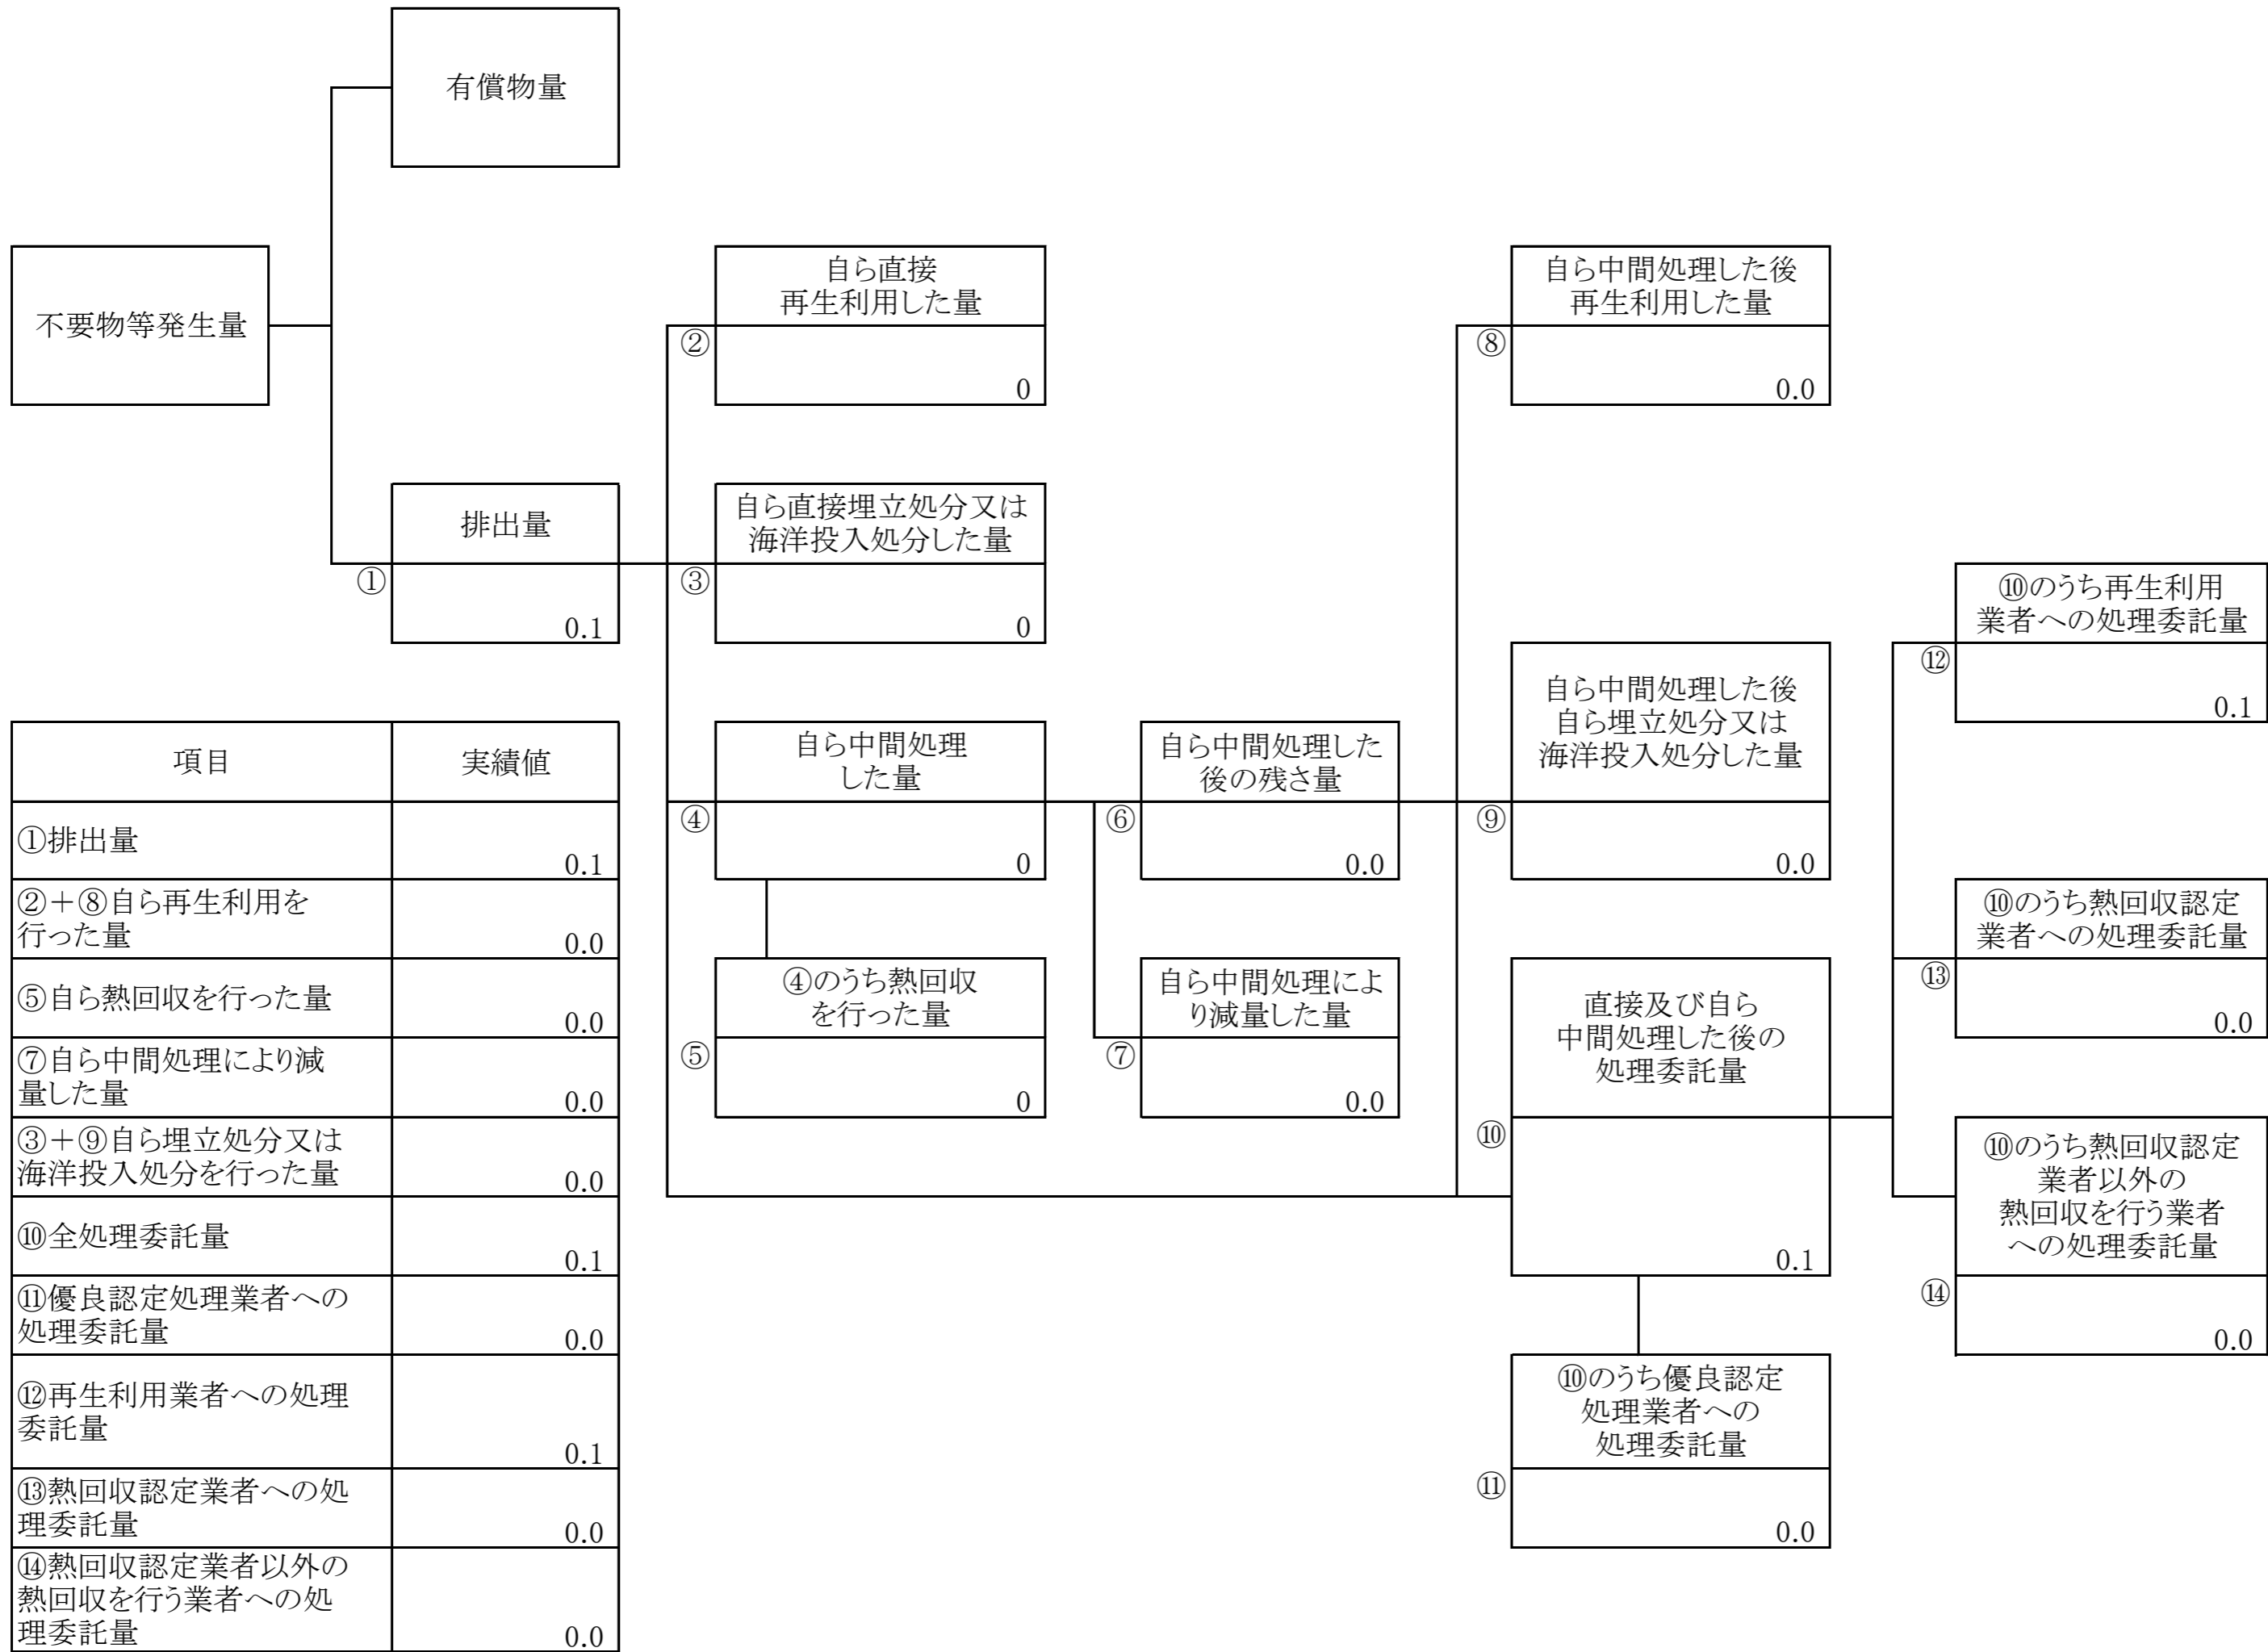 有償物量
不要物等発生量
自ら直接
再生利用した量
②
0
自ら中間処理した後
再生利用した量
⑧
0.0
排出量
①
0.1
自ら直接埋立処分又は
海洋投入処分した量
③
0
⑩のうち再生利用
業者への処理委託量
⑫
0.1
自ら中間処理
した量
④
0
自ら中間処理した
後の残さ量
⑥
0.0
自ら中間処理した後
自ら埋立処分又は
海洋投入処分した量
⑨
0.0
⑩のうち熱回収認定
業者への処理委託量
⑬
0.0
④のうち熱回収
を行った量
⑤
0
自ら中間処理によ
り減量した量
⑦
0.0
直接及び自ら
中間処理した後の
処理委託量
⑩
0.1
⑩のうち熱回収認定
業者以外の
熱回収を行う業者
への処理委託量
⑭
0.0
⑩のうち優良認定
処理業者への
処理委託量
⑪
0.0
項目 実績値
①排出量
0.1
②+⑧自ら再生利用を
行った量
0.0
⑤自ら熱回収を行った量
0.0
⑦自ら中間処理により減
量した量
0.0
③+⑨自ら埋立処分又は
海洋投入処分を行った量
0.0
⑩全処理委託量
0.1
⑪優良認定処理業者への
処理委託量
0.0
⑫再生利用業者への処理
委託量
0.1
⑬熱回収認定業者への処
理委託量
0.0
⑭熱回収認定業者以外の
熱回収を行う業者への処
理委託量
0.0